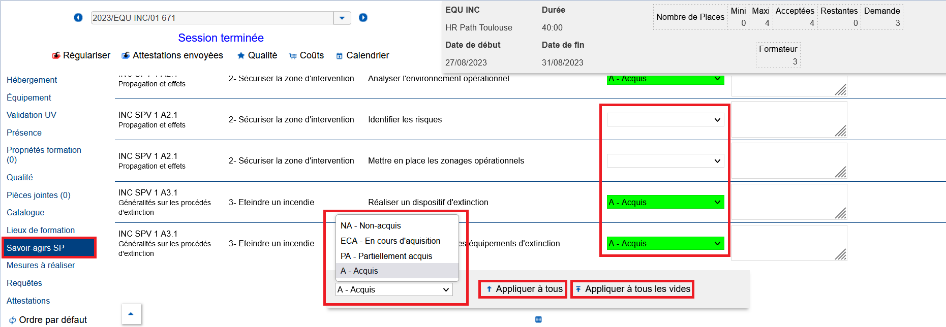 2023/EQU INC/01 671
Session terminée
Régulariser Attestations envoyées Qualité Coûts Calendrier
EQU INC Durée
HR Path Toulouse 40:00
Date de début Date de fin
27/08/2023 31/08/2023
Nombre de Places Mini Maxi Acceptées Restantes Demande
0 4 4 0 3
Formateur
3
Hébergement
Équipement
Validation UV
Présence
Propriétés formation
(0)
Qualité
Pièces jointes (0)
Catalogue
Lieux de formation
Savoir agirs SP
Mesures à réaliser
Requêtes
Attestations
Ordre par défaut
INC SPV 1 A2.1
Propagation et effets
2- Sécuriser la zone d'intervention Analyser l'environnement opérationnel A - Acquis
INC SPV 1 A2.1
Propagation et effets
2- Sécuriser la zone d'intervention Identifier les risques
INC SPV 1 A2.1
Propagation et effets
2- Sécuriser la zone d'intervention Mettre en place les zonages opérationnels
INC SPV 1 A3.1
Généralités sur les procédés
d'extinction
3- Eteindre un incendie Réaliser un dispositif d'extinction A - Acquis
INC SPV 1 A3.1
Généralités sur les procédés
d'extinction
3- Eteindre un incendie es équipements d'extinction A - Acquis
NA - Non-acquis
ECA - En cours d'aquisition
PA - Partiellement acquis
A - Acquis
A - Acquis
Appliquer à tous Appliquer à tous les vides